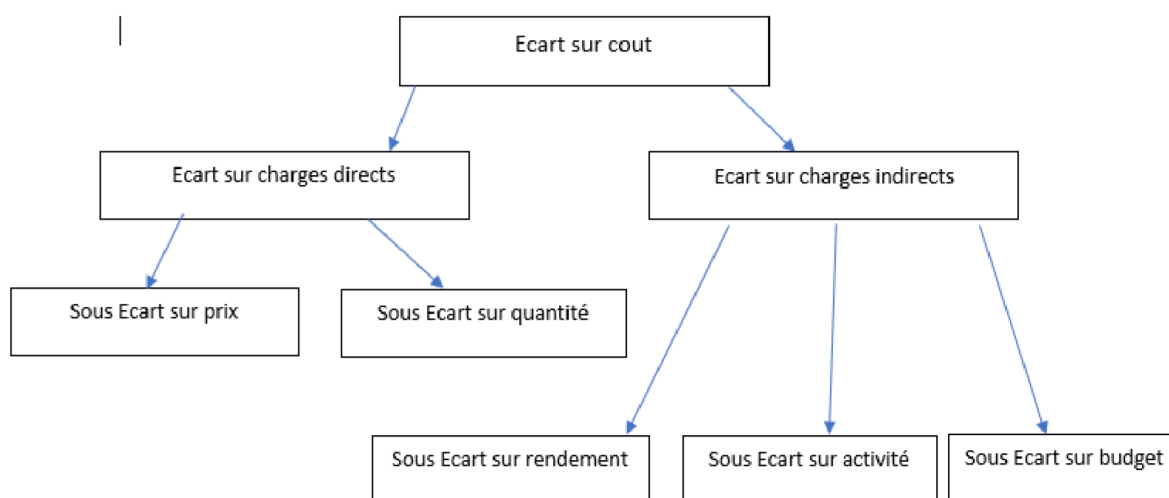 Ecart sur cout
Ecart sur charges directs
Ecart sur charges indirects
Sous Ecart sur prix
Sous Ecart sur quantité
Sous Ecart sur rendement
Sous Ecart sur activité
Sous Ecart sur budget